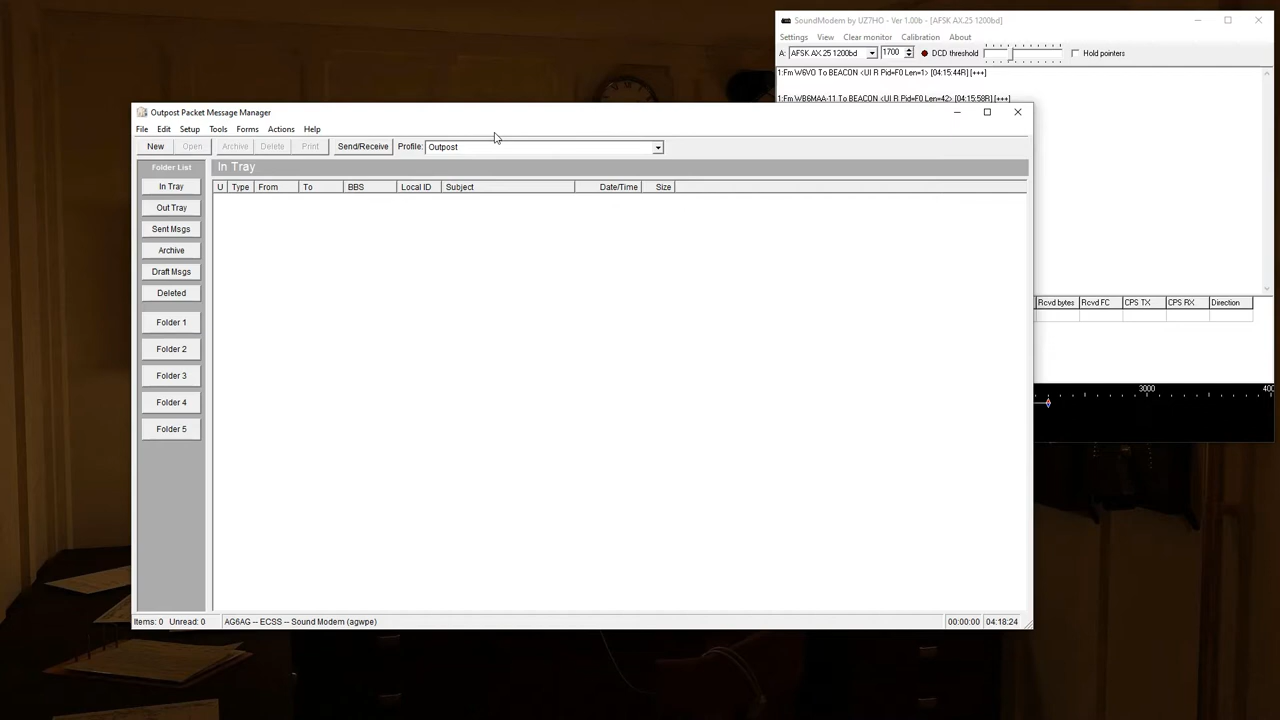 SoundModem by UZ7HO - Ver 1.00b - [AFSK AX.25 1200bd]
Settings View Clear monitor Calibration About
A: AFSK AX.25 1200bd 1700 DCD threshold Hold pointers
1:Fm W6VO To BEACON <UI R Pid=F0 Len=1> [04:15:44R] [+++]
1:Fm WB6MAA-11 To BEACON <UI R Pid=F0 Len=42> [04:15:58R] [+++]
Outpost Packet Message Manager
File Edit Setup Tools Forms Actions Help
New Open Archive Delete Print Send/Receive Profile: Outpost
Folder List In Tray
In Tray U Type From To BBS Local ID Subject Date/Time Size
Out Tray
Sent Msgs
Archive
Draft Msgs
Deleted
Rcvd bytes Rcvd FC CPS TX CPS RX Direction
Folder 1
Folder 2
Folder 3
3000 400
Folder 4
Folder 5
Items: 0 Unread: 0 AG6AG -- ECSS -- Sound Modem (agwpe) 00:00:00 04:18:24